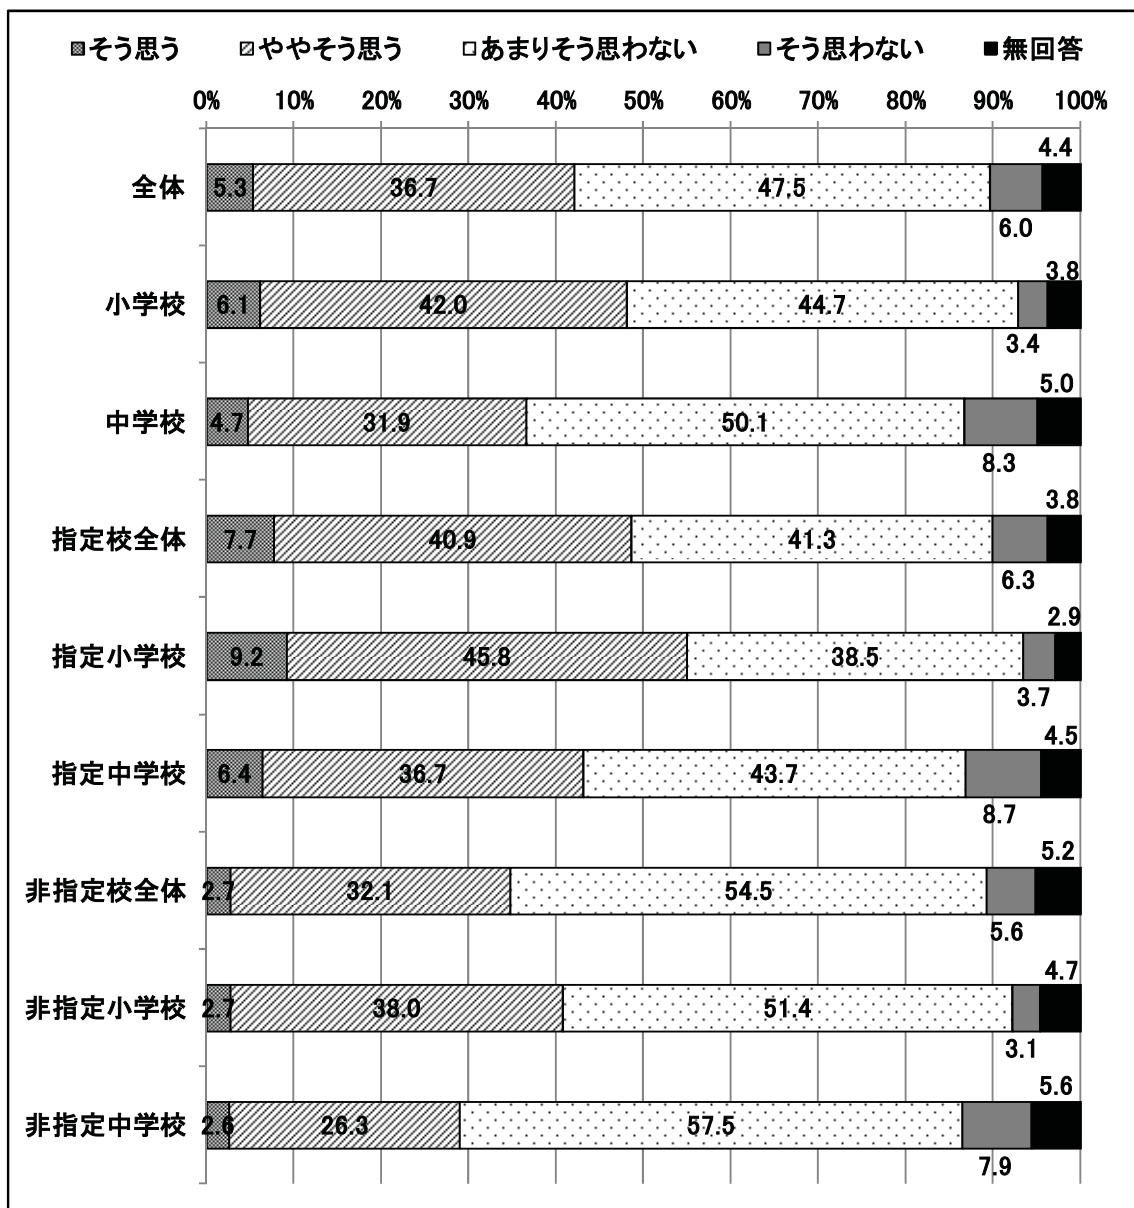 そう思う ややそう思う あまりそう思わない そう思わない 無回答
0% 10% 20% 30% 40% 50% 60% 70% 80% 90% 100%
全体 5.3 36.7 47.5 6.0 4.4
小学校 6.1 42.0 44.7 3.4 3.8
中学校 4.7 31.9 50.1 8.3 5.0
指定校全体 7.7 40.9 41.3 6.3 3.8
指定小学校 9.2 45.8 38.5 3.7 2.9
指定中学校 6.4 36.7 43.7 8.7 4.5
非指定校全体 2.7 32.1 54.5 5.6 5.2
非指定小学校 2.7 38.0 51.4 3.1 4.7
非指定中学校 2.6 26.3 57.5 7.9 5.6